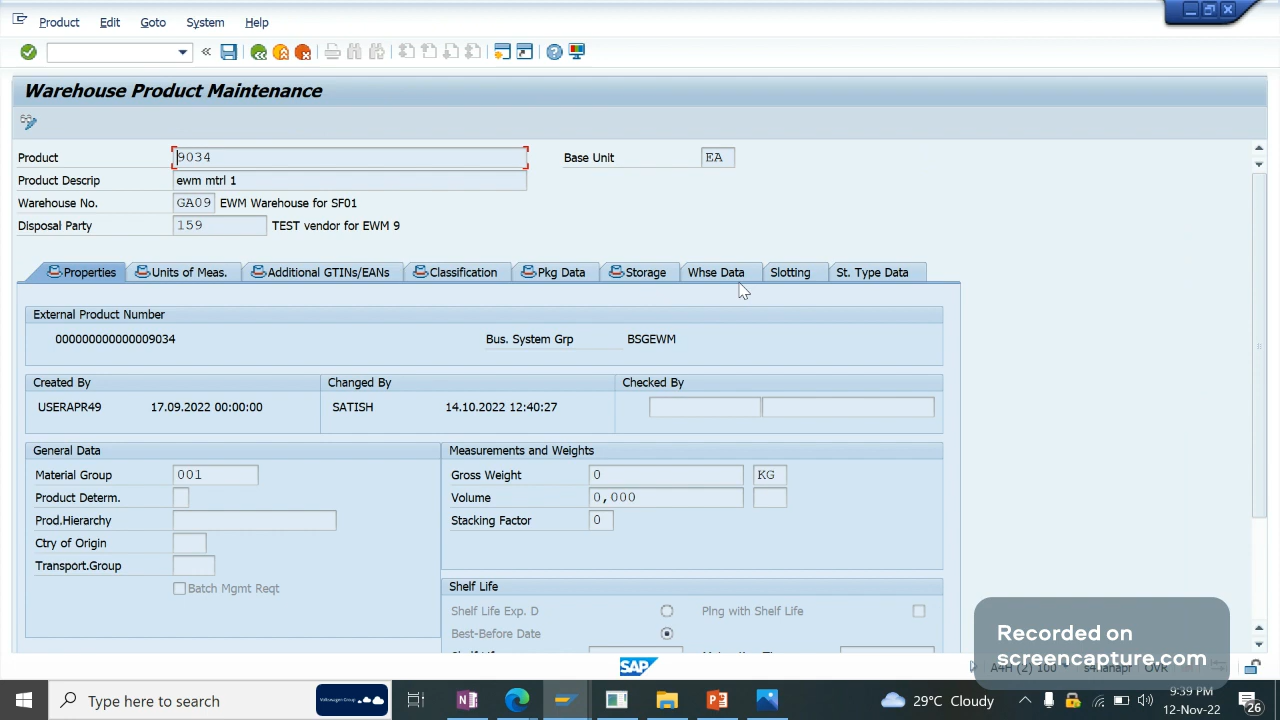 Product Edit Goto System Help
Warehouse Product Maintenance
Product 9034 Base Unit EA
Product Descrip ewm mtrl 1
Warehouse No. GA09 EWM Warehouse for SF01
Disposal Party 159 TEST vendor for EWM 9
Properties Units of Meas. Additional GTINs/EANs Classification Pkg Data Storage Whse Data Slotting St. Type Data
External Product Number
000000000000009034 Bus. System Grp BSGEWM
Created By Changed By Checked By
USERAPR49 17.09.2022 00:00:00 SATISH 14.10.2022 12:40:27
General Data Measurements and Weights
Material Group 001 Gross Weight 0 KG
Product Determ. Volume 0,000
Prod.Hierarchy Stacking Factor 0
Ctry of Origin
Transport.Group
Batch Mgmt Reqt Shelf Life
Shelf Life Exp. D Plng with Shelf Life
Best-Before Date
Recorded on
screencapture.com
SAP
Type here to search Volkswagen Group 29°C Cloudy 9:39 PM
12-Nov-22 26